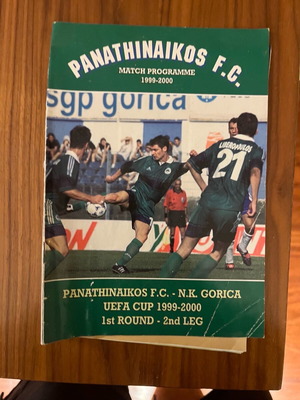 PANATHINAIKOS F.C.
MATCH PROGRAMME
1999-2000
sgp gorica
LIBEROPOULOS
21
PANATHINAIKOS F.C. - N.K. GORICA
UEFA CUP 1999-2000
1st ROUND - 2nd LEG